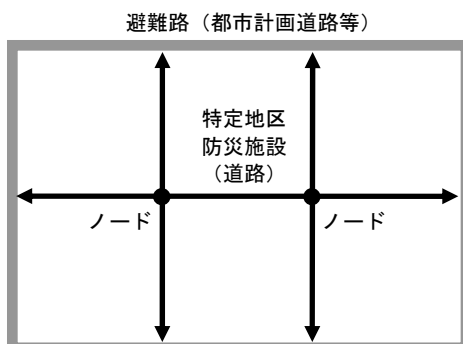 避難路（都市計画道路等）
特定地区
防災施設
（道路）
ノード
ノード